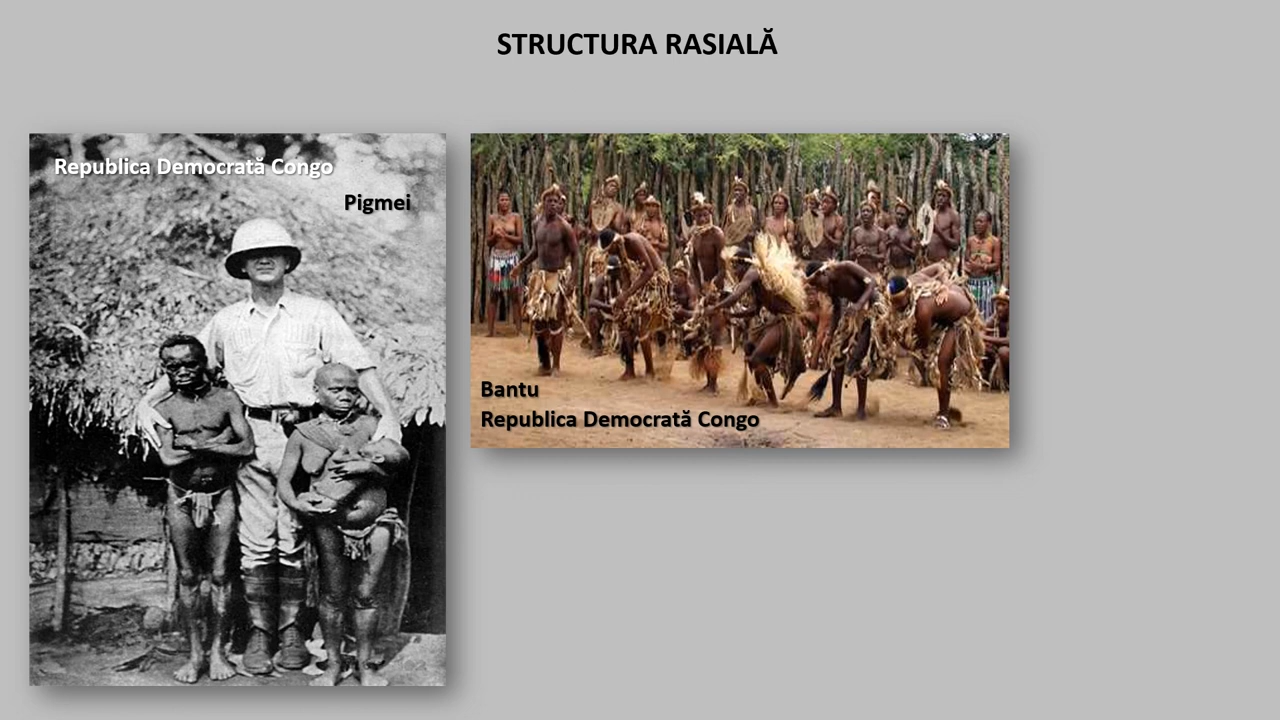 STRUCTURA RASIALĂ
Republica Democrată Congo
Pigmei
Bantu
Republica Democrată Congo